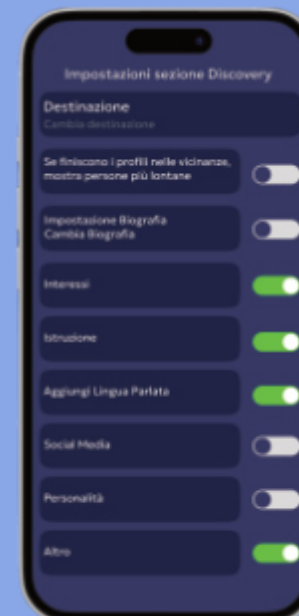 Impostazioni sezione Discovery
Destinazione
Cambia destinazione
Se finiscono i profili nelle vicinanze,
mostra persone più lontane
Impostazione Biografia
Cambia Biografia
Interessi
Istruzione
Aggiungi Lingua Parlata
Social Media
Personalità
Altro